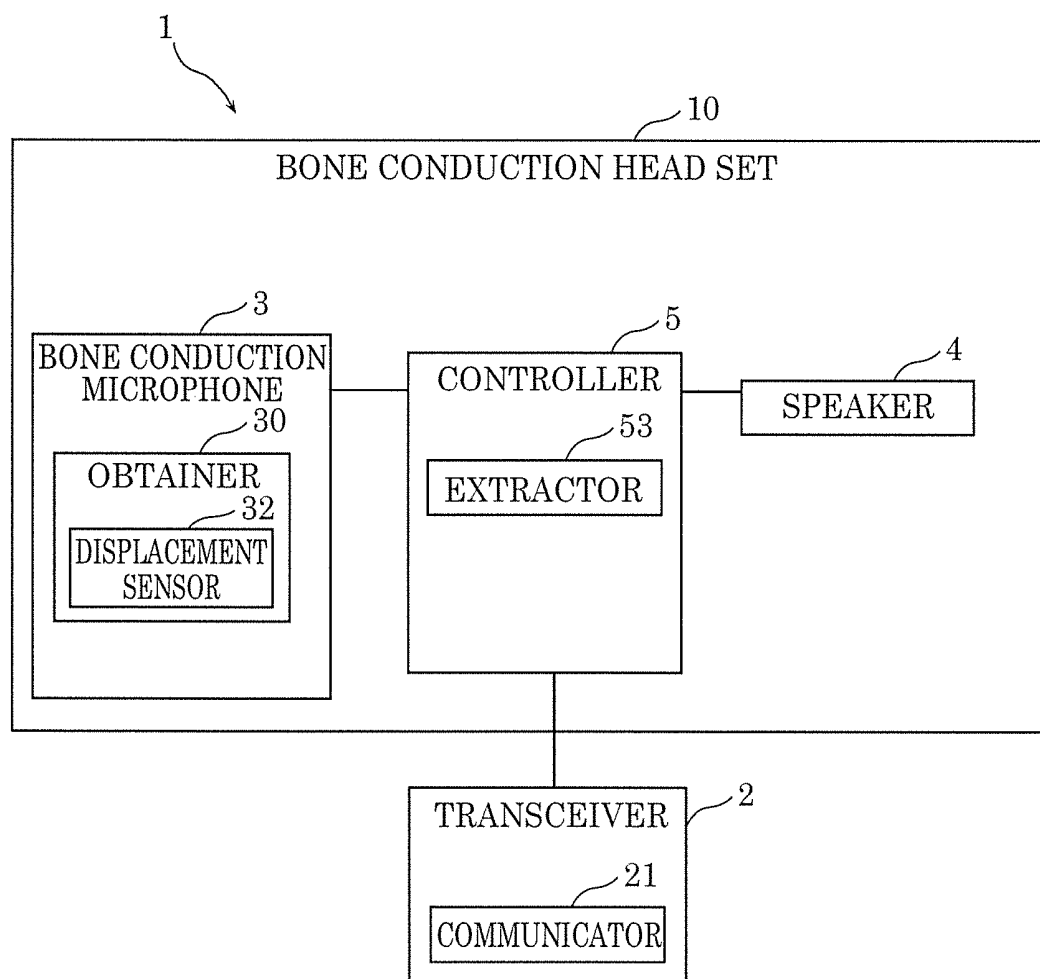 1
10
BONE CONDUCTION HEAD SET
3
BONE CONDUCTION
MICROPHONE
30
OBTAINER
32
DISPLACEMENT
SENSOR
5
CONTROLLER
53
EXTRACTOR
4
SPEAKER
2
TRANSCEIVER
21
COMMUNICATOR